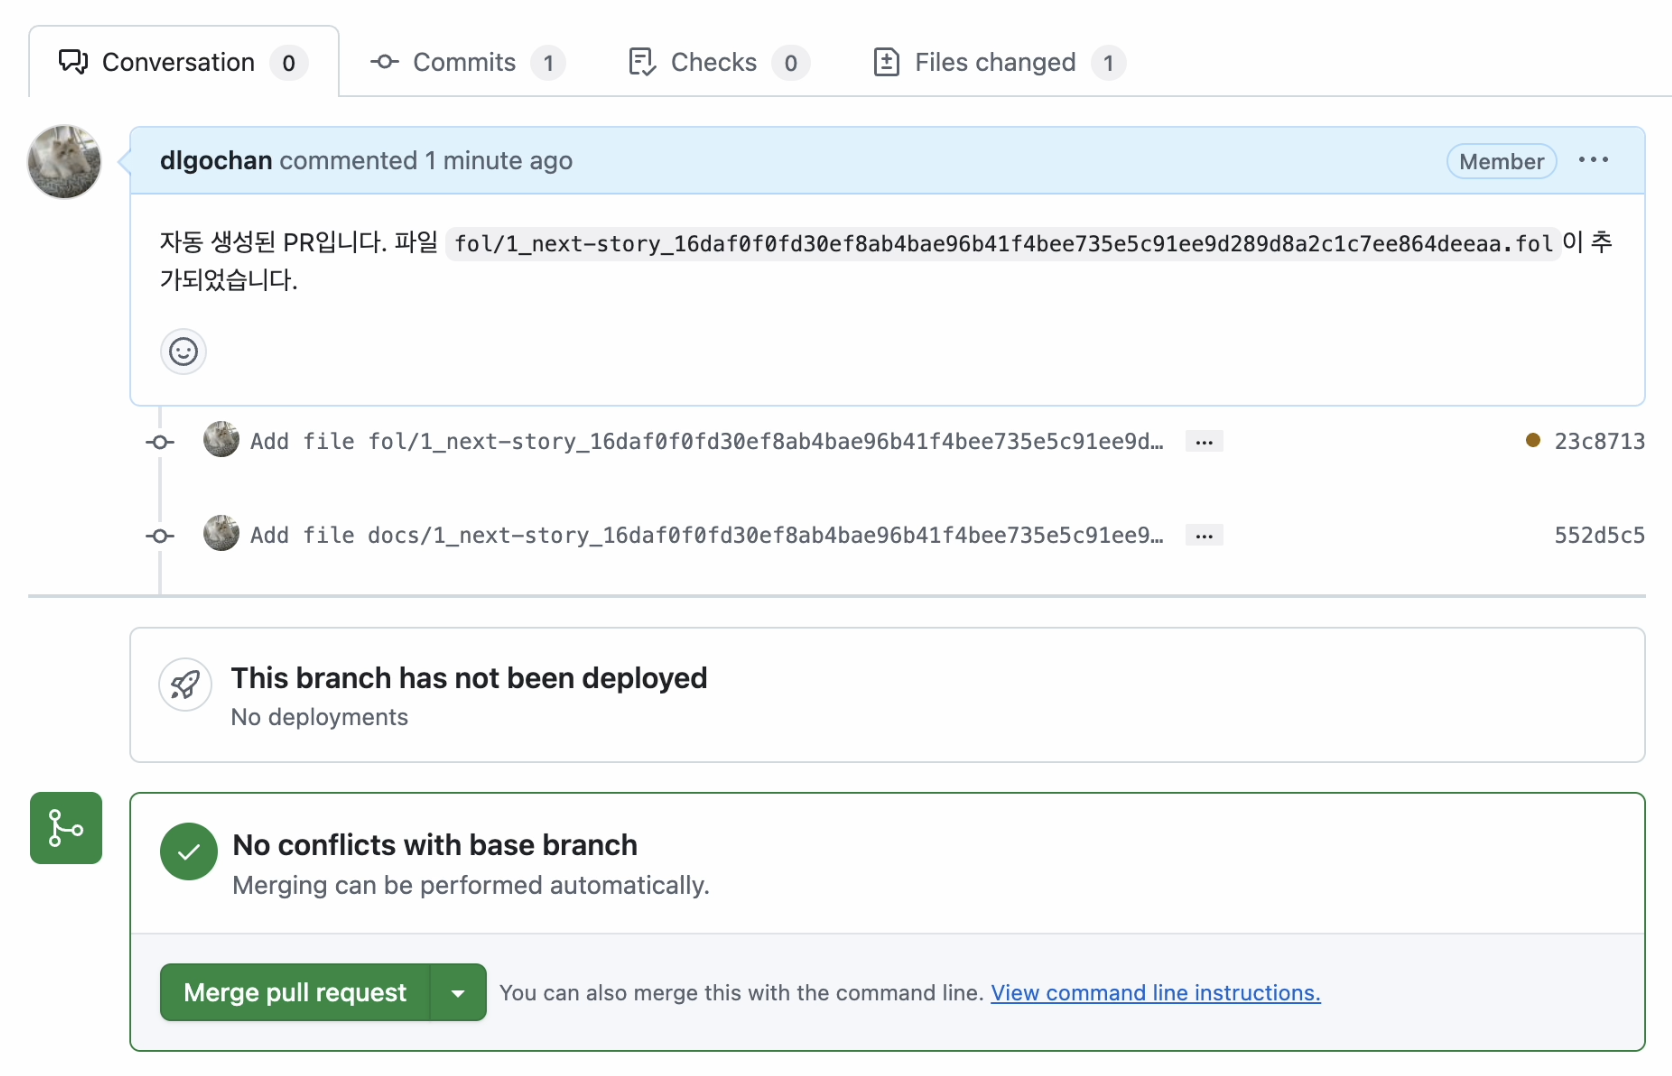 Conversation 0 Commits 1 Checks 0 Files changed 1
dlgochan commented 1 minute ago Member ...
자동 생성된 PR입니다. 파일 fol/1_next-story_16daf0f0fd30ef8ab4bae96b41f4bee735e5c91ee9d289d8a2c1c7ee864deeaa.fol이 추
가되었습니다.
Add file fol/1_next-story_16daf0f0fd30ef8ab4bae96b41f4bee735e5c91ee9d… ... 23c8713
Add file docs/1_next-story_16daf0f0fd30ef8ab4bae96b41f4bee735e5c91ee9… ... 552d5c5
This branch has not been deployed
No deployments
No conflicts with base branch
Merging can be performed automatically.
Merge pull request You can also merge this with the command line. View command line instructions.